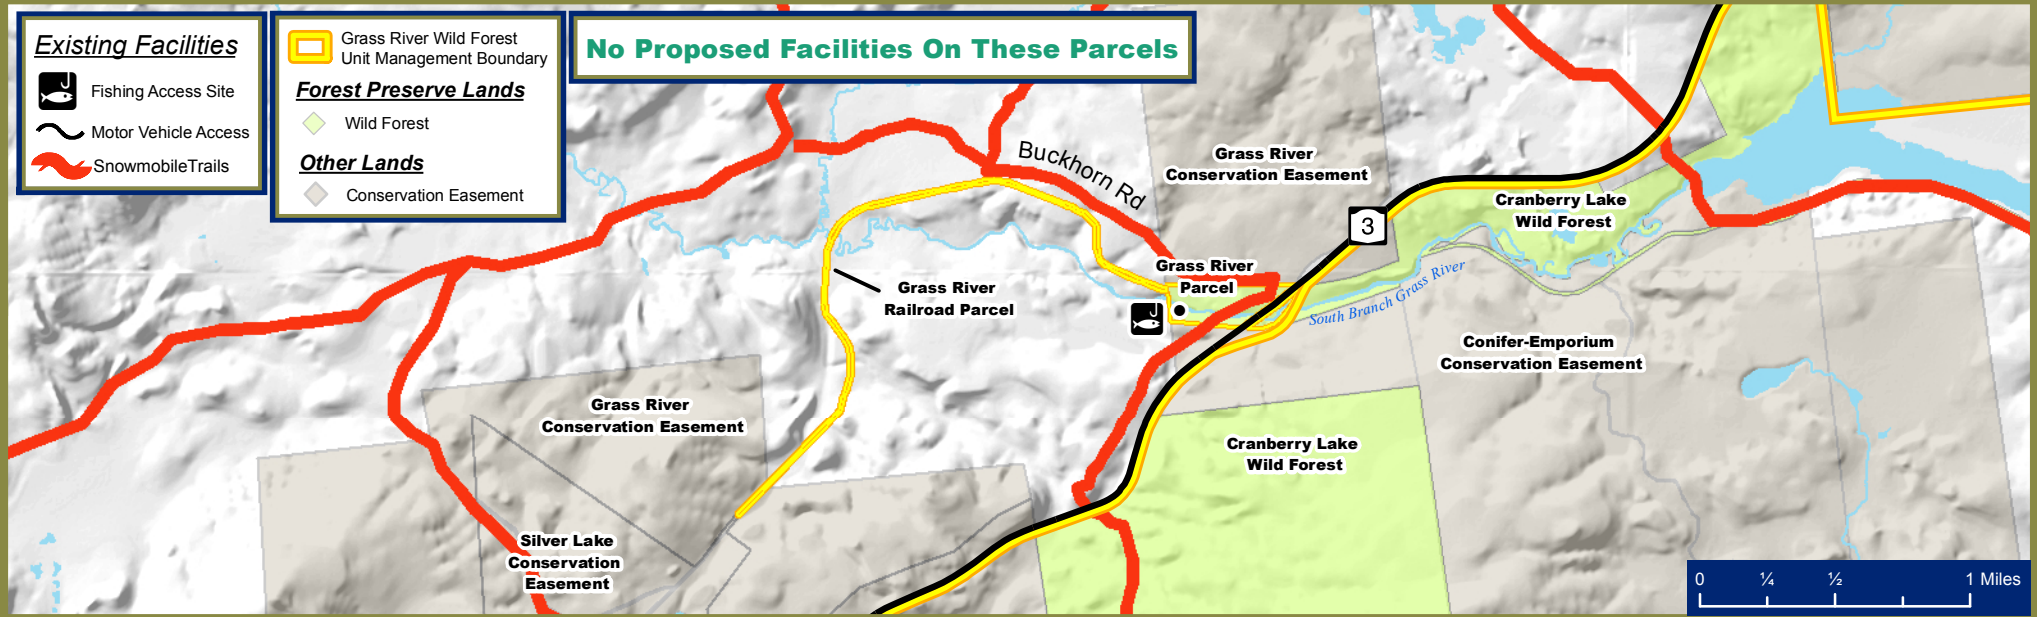 Existing Facilities
Fishing Access Site
Motor Vehicle Access
SnowmobileTrails
Grass River Wild Forest
Unit Management Boundary
Forest Preserve Lands
Wild Forest
Other Lands
Conservation Easement
No Proposed Facilities On These Parcels
Buckhorn Rd
Grass River
Conservation Easement
3
Cranberry Lake
Wild Forest
Grass River
Parcel
Grass River
Railroad Parcel
South Branch Grass River
Conifer-Emporium
Conservation Easement
Grass River
Conservation Easement
Cranberry Lake
Wild Forest
Silver Lake
Conservation
Easement
0 ¼ ½ 1 Miles